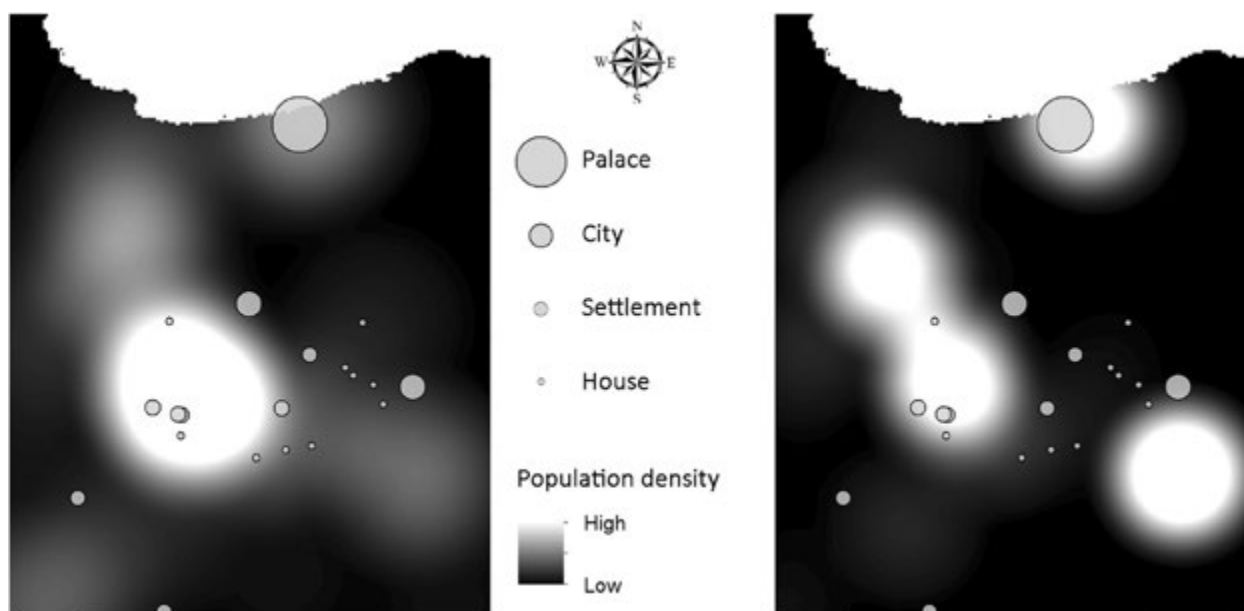 N
W E
S
Palace
City
Settlement
House
Population density
High
Low